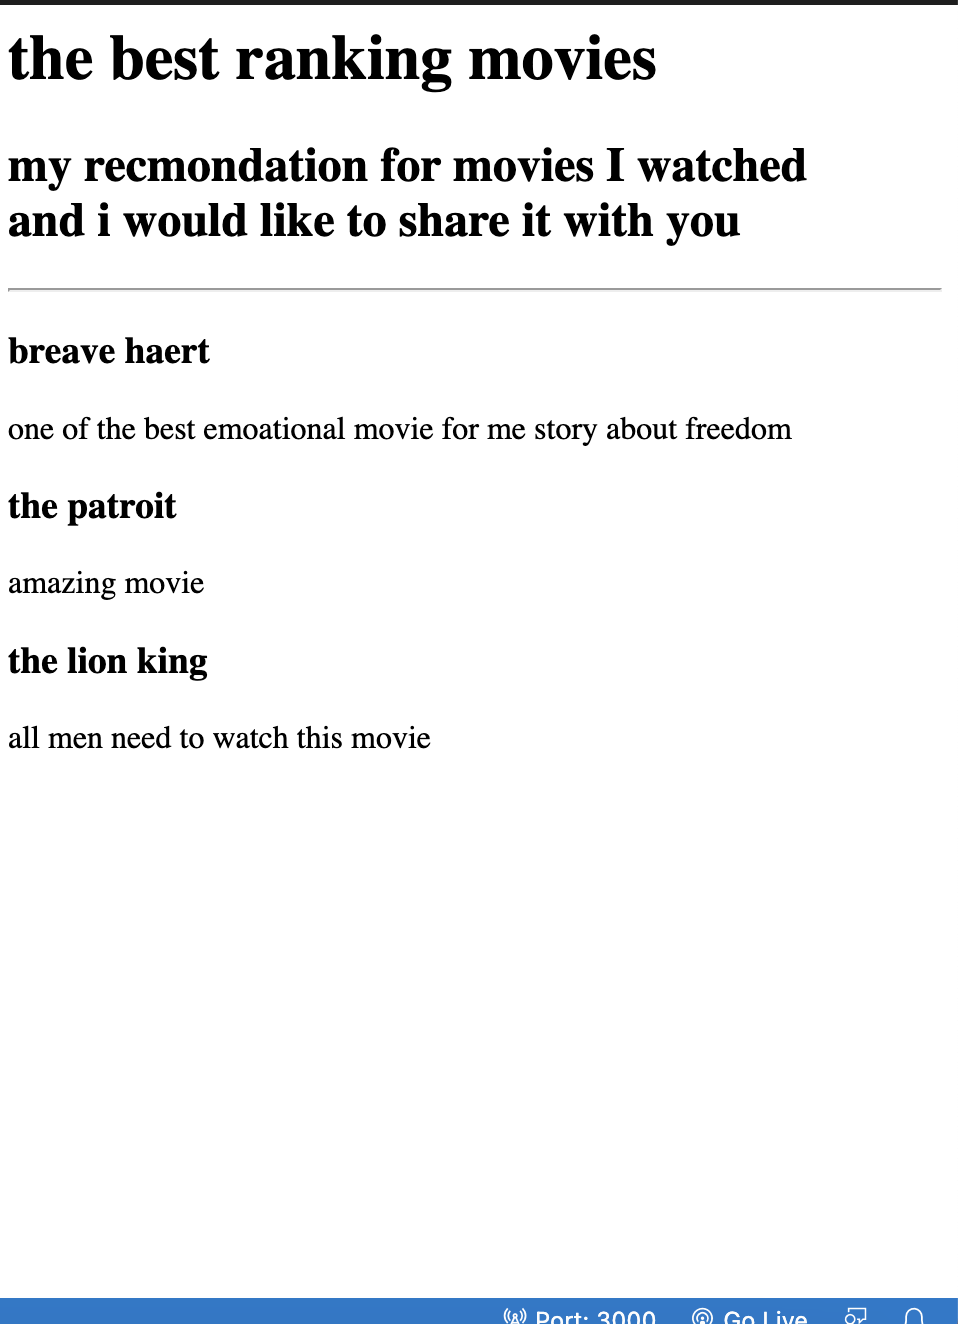 the best ranking movies
my recmondation for movies I watched
and i would like to share it with you
breave haert
one of the best emoational movie for me story about freedom
the patroit
amazing movie
the lion king
all men need to watch this movie
Port: 3000 Go Live